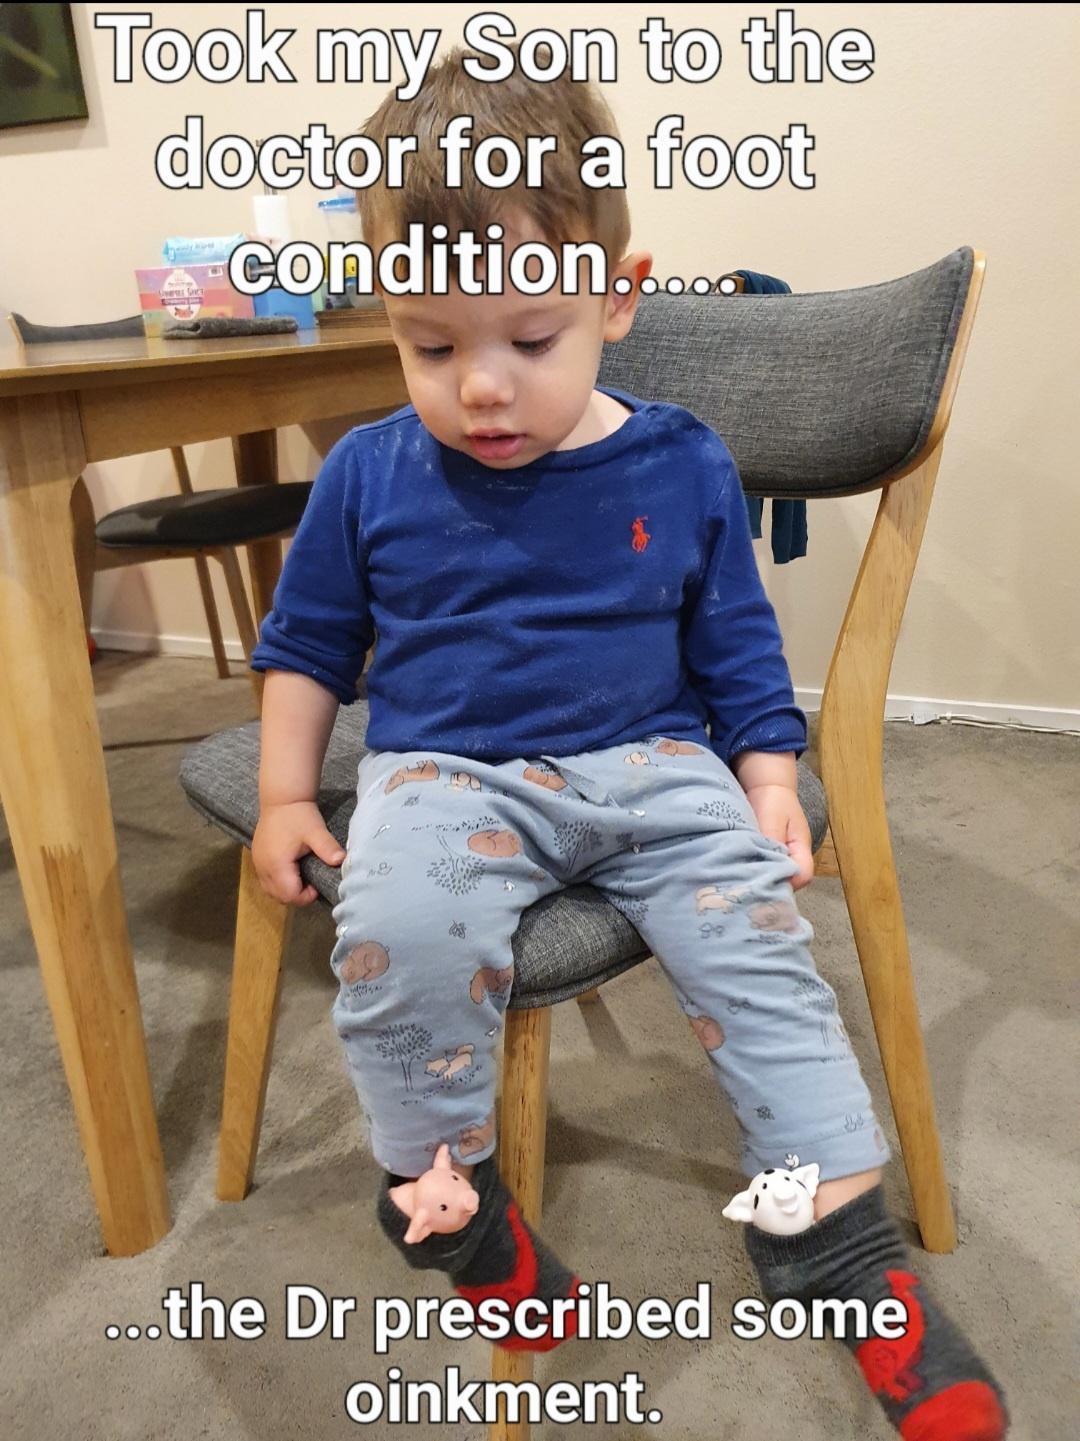 Took my Son to the
doctor for a foot
condition.....
...the Dr prescribed some
oinkment.